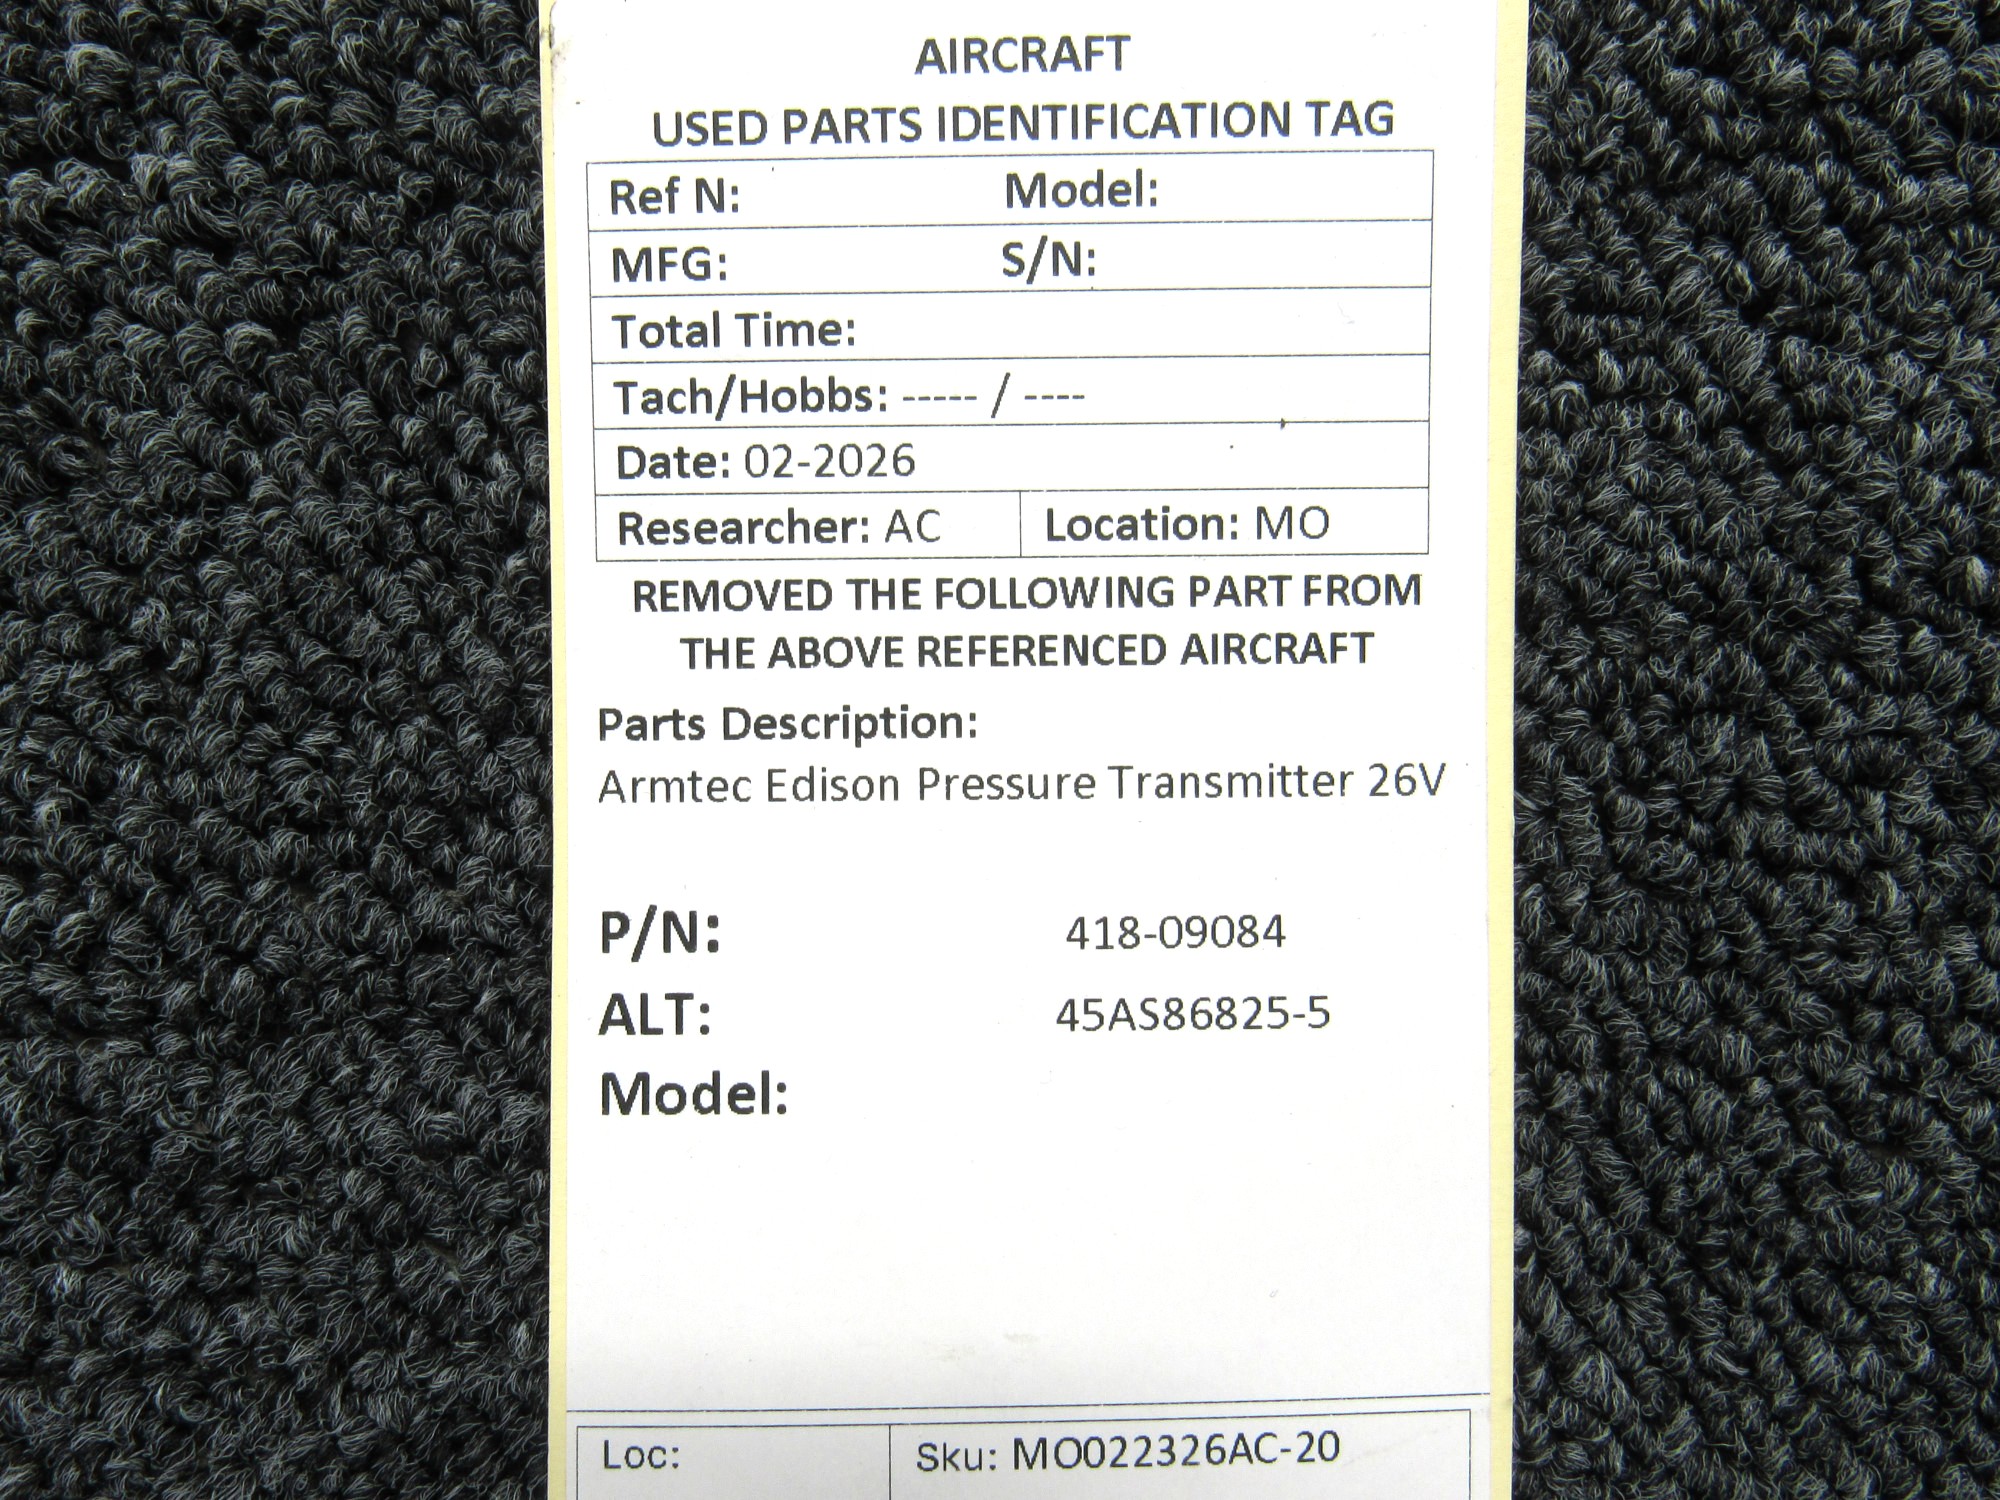 AIRCRAFT
USED PARTS IDENTIFICATION TAG
Ref N: Model:
MFG: S/N:
Total Time:
Tach/Hobbs: ----- / ----
Date: 02-2026
Researcher: AC Location: MO
REMOVED THE FOLLOWING PART FROM
THE ABOVE REFERENCED AIRCRAFT
Parts Description:
Armtec Edison Pressure Transmitter 26V
P/N: 418-09084
ALT: 45AS86825-5
Model:
Loc: Sku: MO022326AC-20